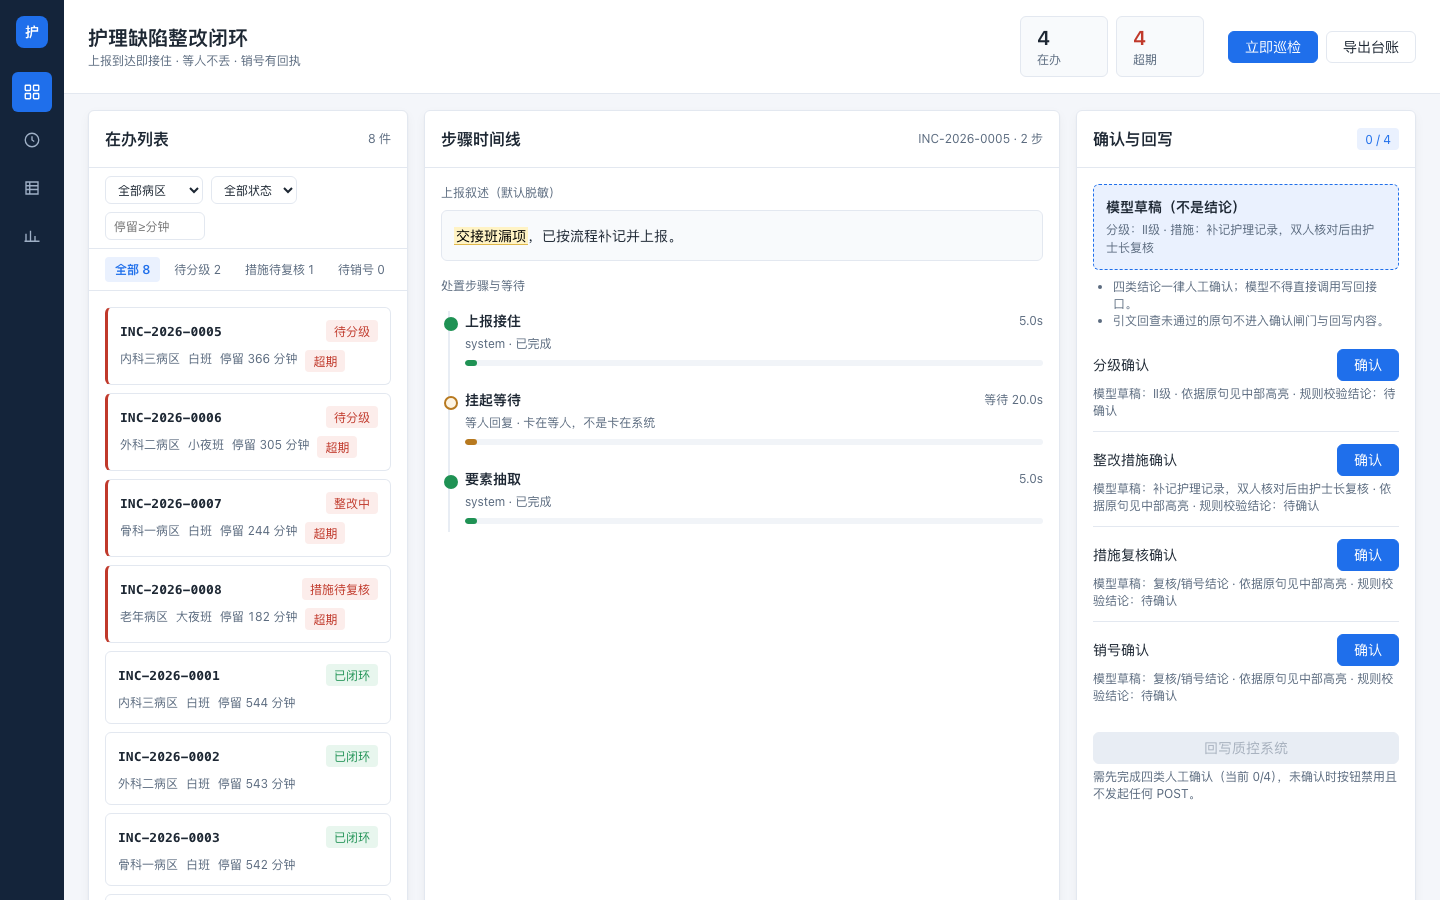 护
护理缺陷整改闭环
上报到达即接住 · 等人不丢 · 销号有回执
4
在办
4
超期
立即巡检
导出台账
在办列表
8 件
全部病区
全部状态
停留≥分钟
全部 8
待分级 2
措施待复核 1
待销号 0
INC-2026-0005
待分级
内科三病区 白班 停留 366 分钟
超期
INC-2026-0006
待分级
外科二病区 小夜班 停留 305 分钟
超期
INC-2026-0007
整改中
骨科一病区 白班 停留 244 分钟
超期
INC-2026-0008
措施待复核
老年病区 大夜班 停留 182 分钟
超期
INC-2026-0001
已闭环
内科三病区 白班 停留 544 分钟
INC-2026-0002
已闭环
外科二病区 白班 停留 543 分钟
INC-2026-0003
已闭环
骨科一病区 白班 停留 542 分钟
步骤时间线
INC-2026-0005 · 2 步
上报叙述（默认脱敏）
交接班漏项，已按流程补记并上报。
处置步骤与等待
上报接住
5.0s
system · 已完成
挂起等待
等待 20.0s
等人回复 · 卡在等人，不是卡在系统
要素抽取
5.0s
system · 已完成
确认与回写
0 / 4
模型草稿（不是结论）
分级：Ⅱ级 · 措施：补记护理记录，双人核对后由护
士长复核
四类结论一律人工确认；模型不得直接调用写回接
口。
引文回查未通过的原句不进入确认闸门与回写内容。
分级确认
确认
模型草稿：Ⅱ级 · 依据原句见中部高亮 · 规则校验结论：待
确认
整改措施确认
确认
模型草稿：补记护理记录，双人核对后由护士长复核 · 依
据原句见中部高亮 · 规则校验结论：待确认
措施复核确认
确认
模型草稿：复核/销号结论 · 依据原句见中部高亮 · 规则校
验结论：待确认
销号确认
确认
模型草稿：复核/销号结论 · 依据原句见中部高亮 · 规则校
验结论：待确认
回写质控系统
需先完成四类人工确认（当前 0/4），未确认时按钮禁用且
不发起任何 POST。